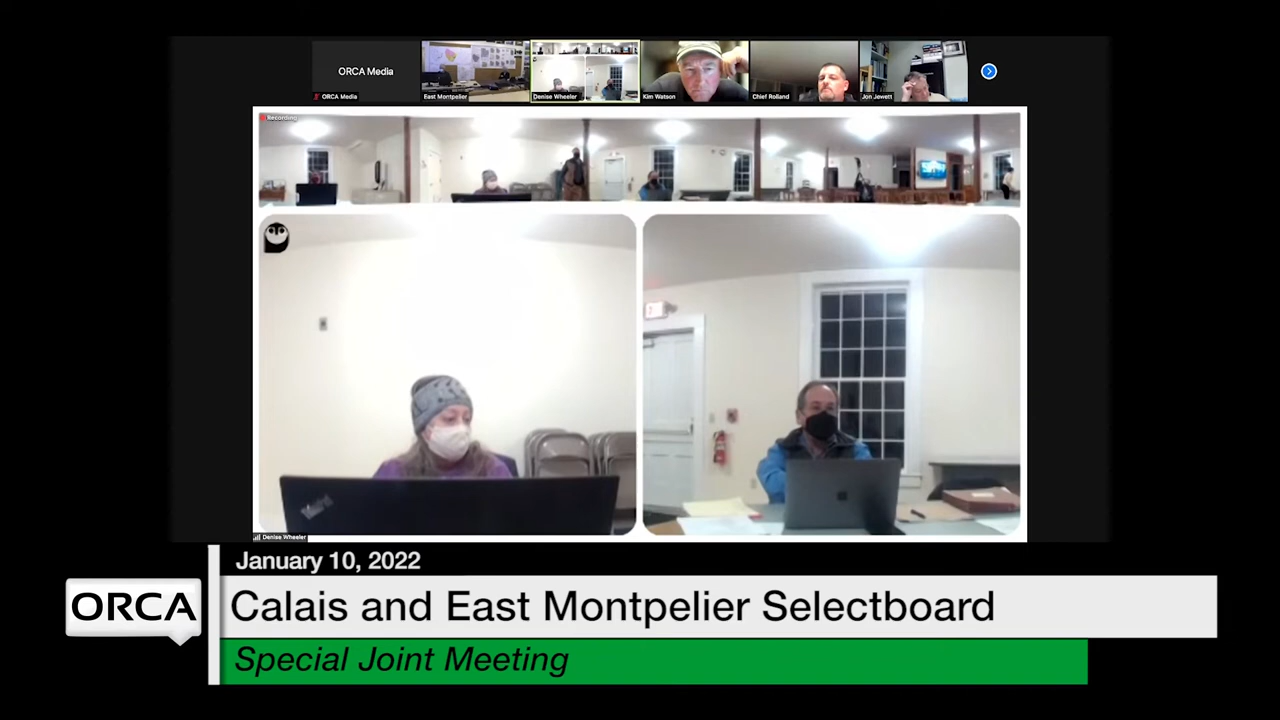 ORCA Media
ORCA Media
East Montpelier
Denise Wheeler
Kim Watson
Chief Rolland
Jon Jewett
Recording
ThinkPad
Denise Wheeler
January 10, 2022
ORCA
Calais and East Montpelier Selectboard
Special Joint Meeting